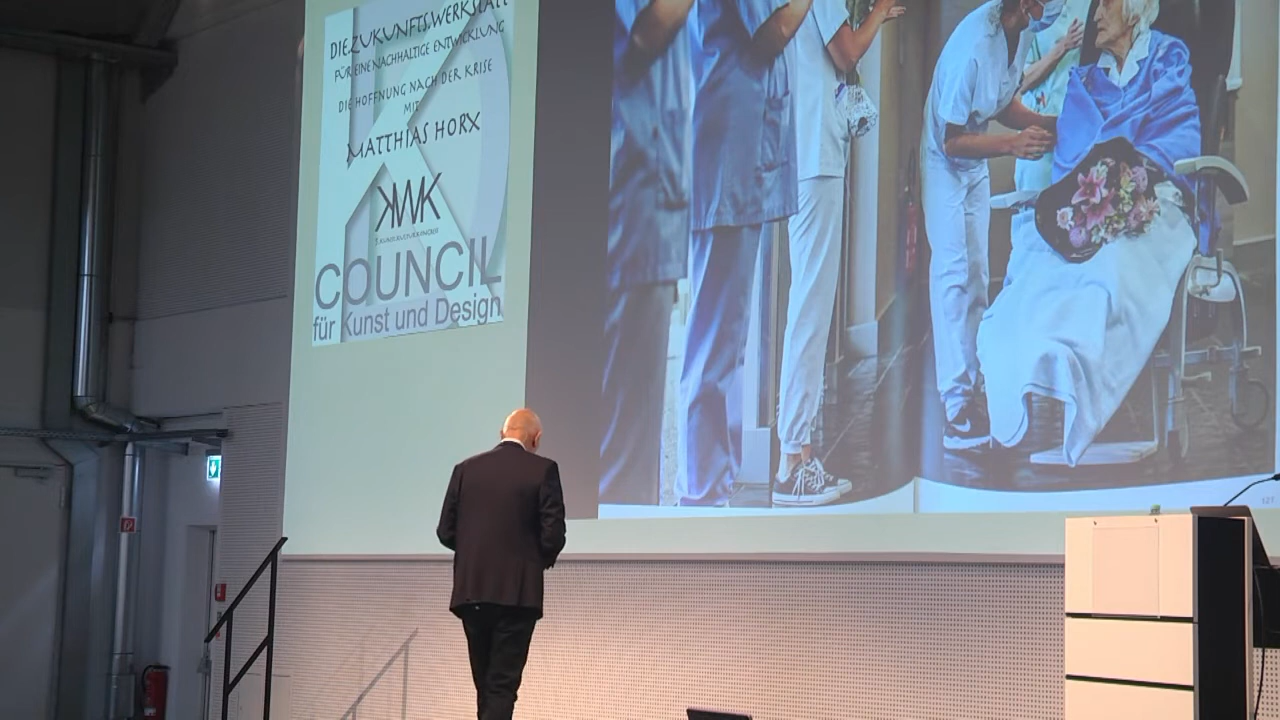 DIE ZUKUNFTSWERKSTATT
FÜR EINE NACHHALTIGE ENTWICKLUNG
DIE HOFFNUNG NACH DER KRISE
MIT
MATTHIAS HORX
KWK
COUNCIL
für Kunst und Design